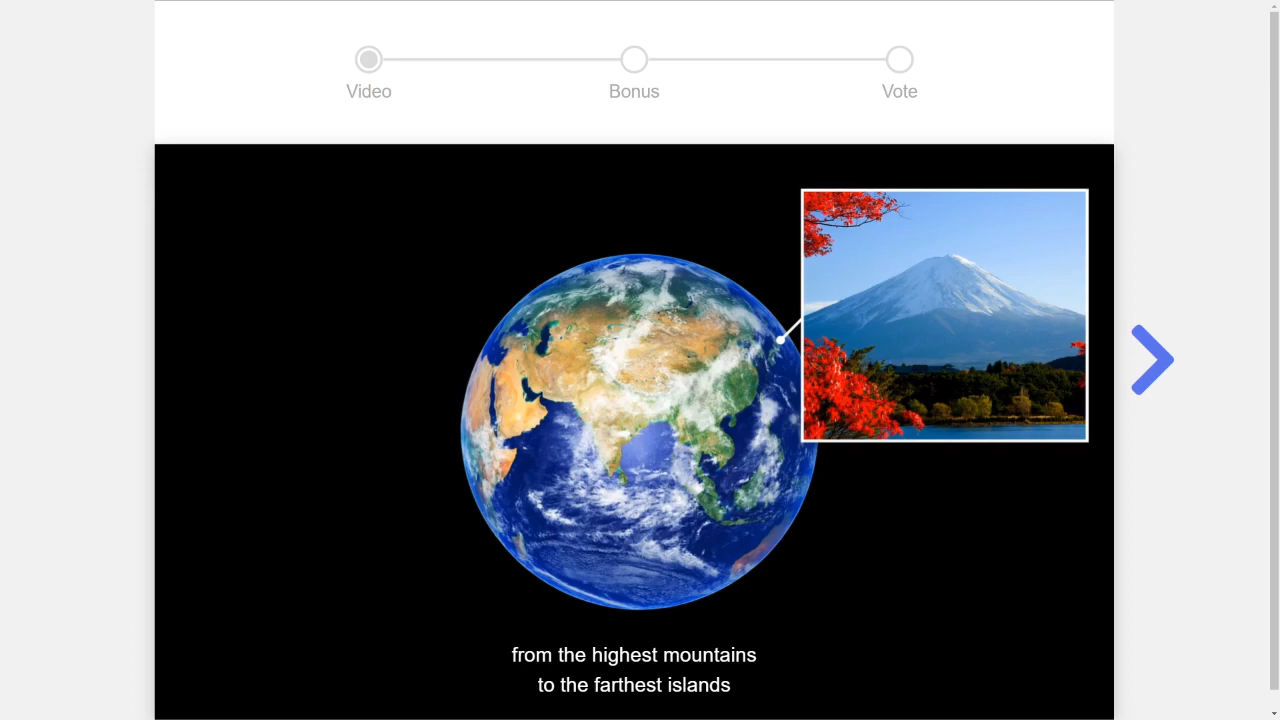 Video
Bonus
Vote
from the highest mountains
to the farthest islands